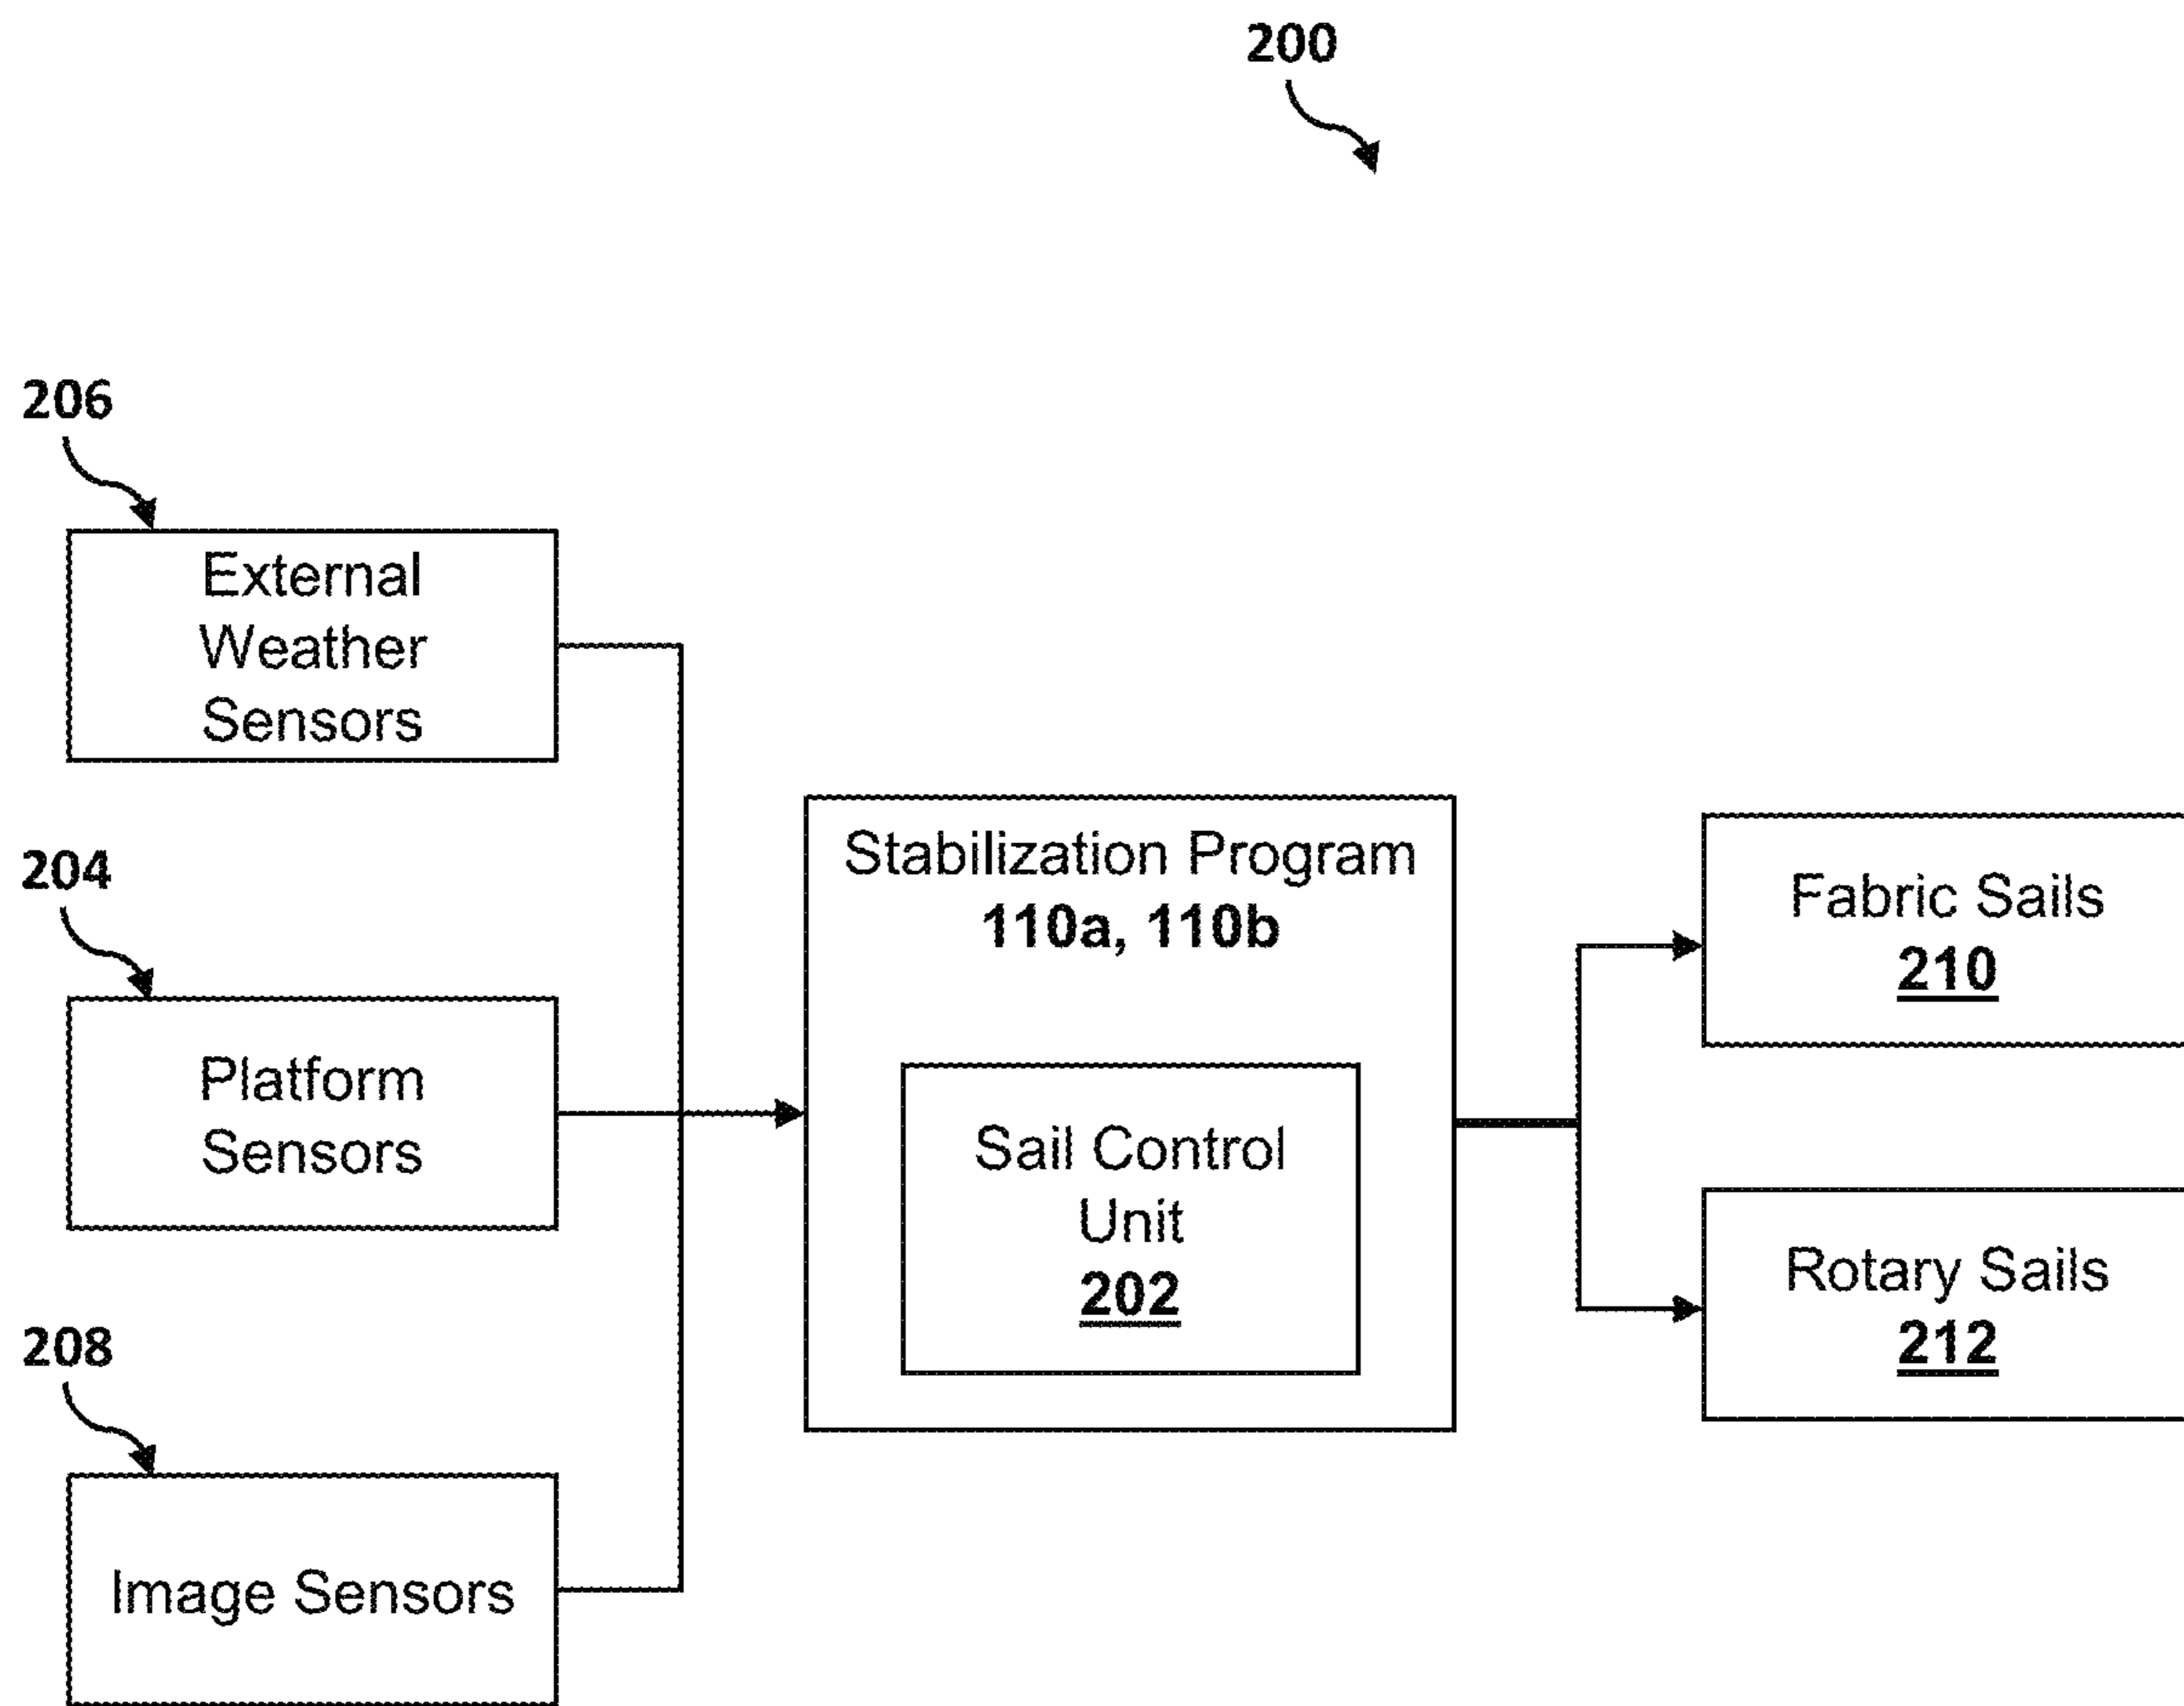 200
206
External
Weather
Sensors
204
Platform
Sensors
208
Image Sensors
Stabilization Program
110a, 110b
Sail Control
Unit
202
Fabric Sails
210
Rotary Sails
212